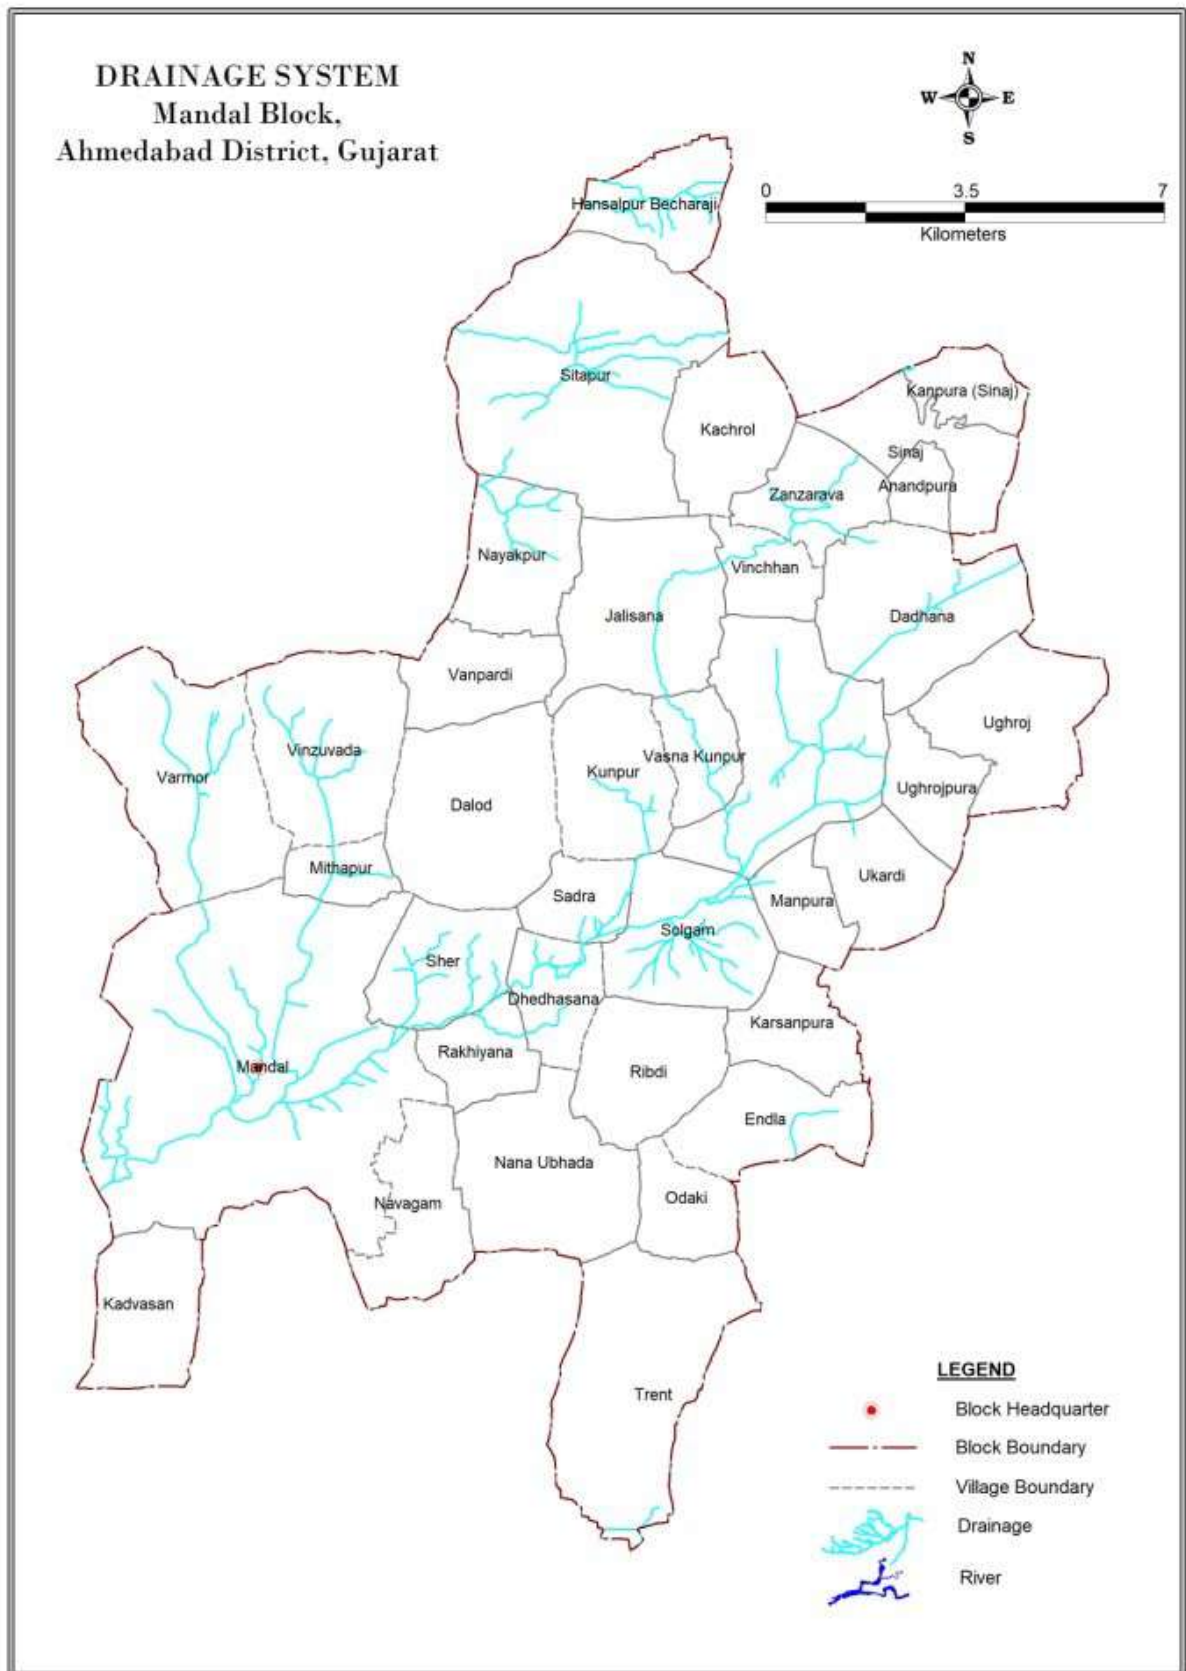 DRAINAGE SYSTEM
Mandal Block,
Ahmedabad District, Gujarat
N
W E
S
0 3.5 7
Kilometers
Hansalpur Becharaji
Sitapur
Kanpura (Sinaj)
Kachrol
Sinaj
Anandpura
Zanzarava
Nayakpur
Vinchhan
Jalisana
Dadhana
Vanpardi
Ughroj
Vinzuvada
Vasna Kunpur
Varmor
Kunpur
Ughrojpura
Dalod
Mithapur
Ukardi
Sadra
Manpura
Solgam
Sher
Dhedhasana
Karsanpura
Rakhiyana
Mandal
Ribdi
Endla
Nana Ubhada
Odaki
Navagam
Kadvasan
Trent
LEGEND
Block Headquarter
Block Boundary
Village Boundary
Drainage
River